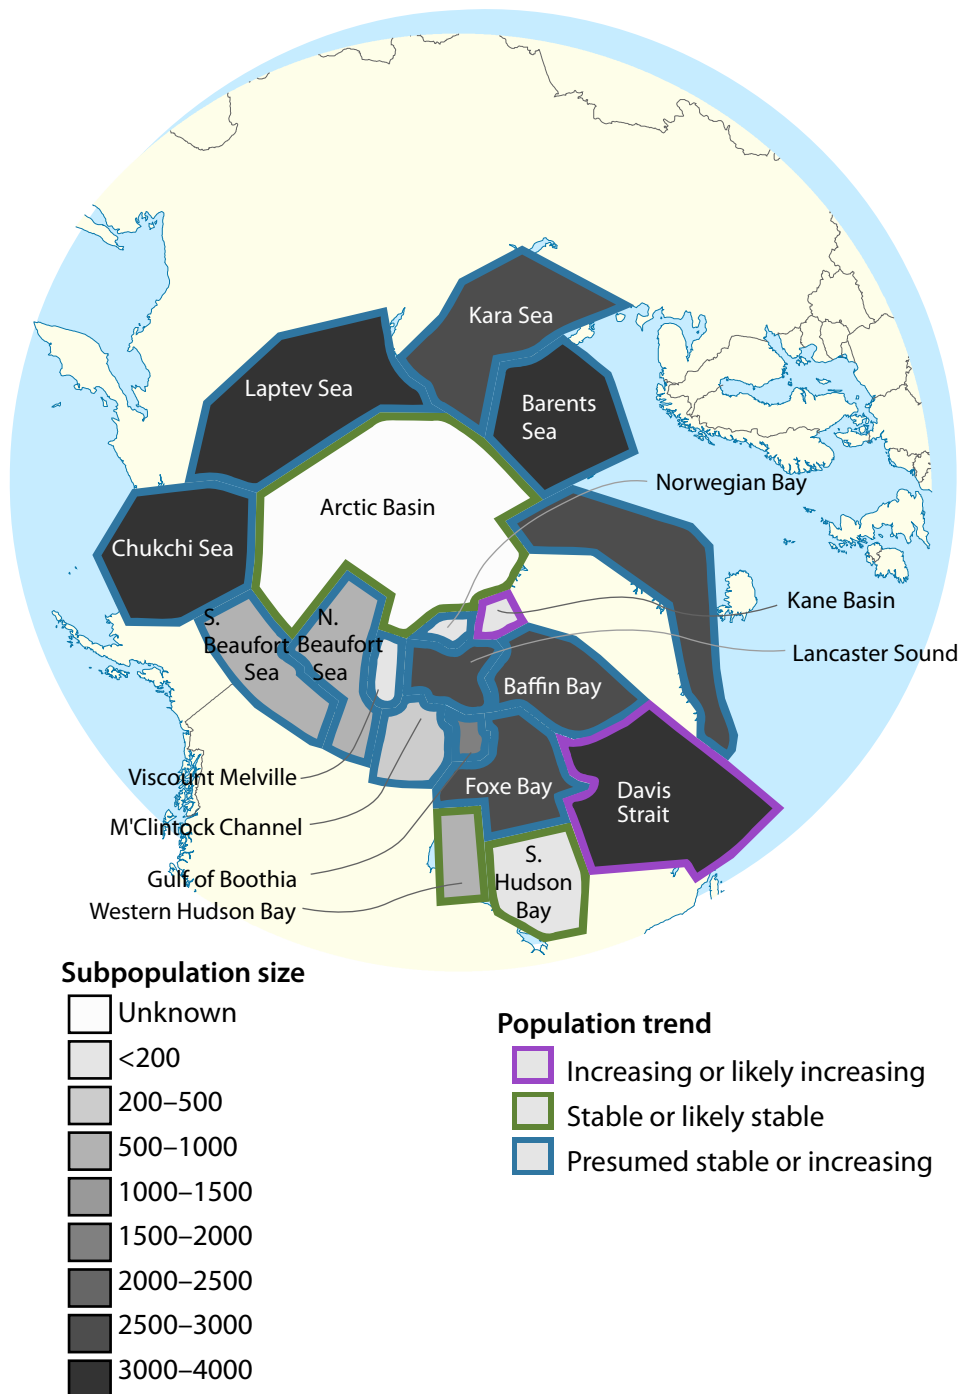 Kara Sea
Laptev Sea
Barents
Sea
Norwegian Bay
Arctic Basin
Chukchi Sea
Kane Basin
S.
Beaufort
Sea
N.
Beaufort
Sea
Lancaster Sound
Baffin Bay
Viscount Melville
Foxe Bay
Davis
Strait
M'Clintock Channel
S.
Hudson
Bay
Gulf of Boothia
Western Hudson Bay
Subpopulation size
Unknown
<200
200–500
500–1000
1000–1500
1500–2000
2000–2500
2500–3000
3000–4000
Population trend
Increasing or likely increasing
Stable or likely stable
Presumed stable or increasing